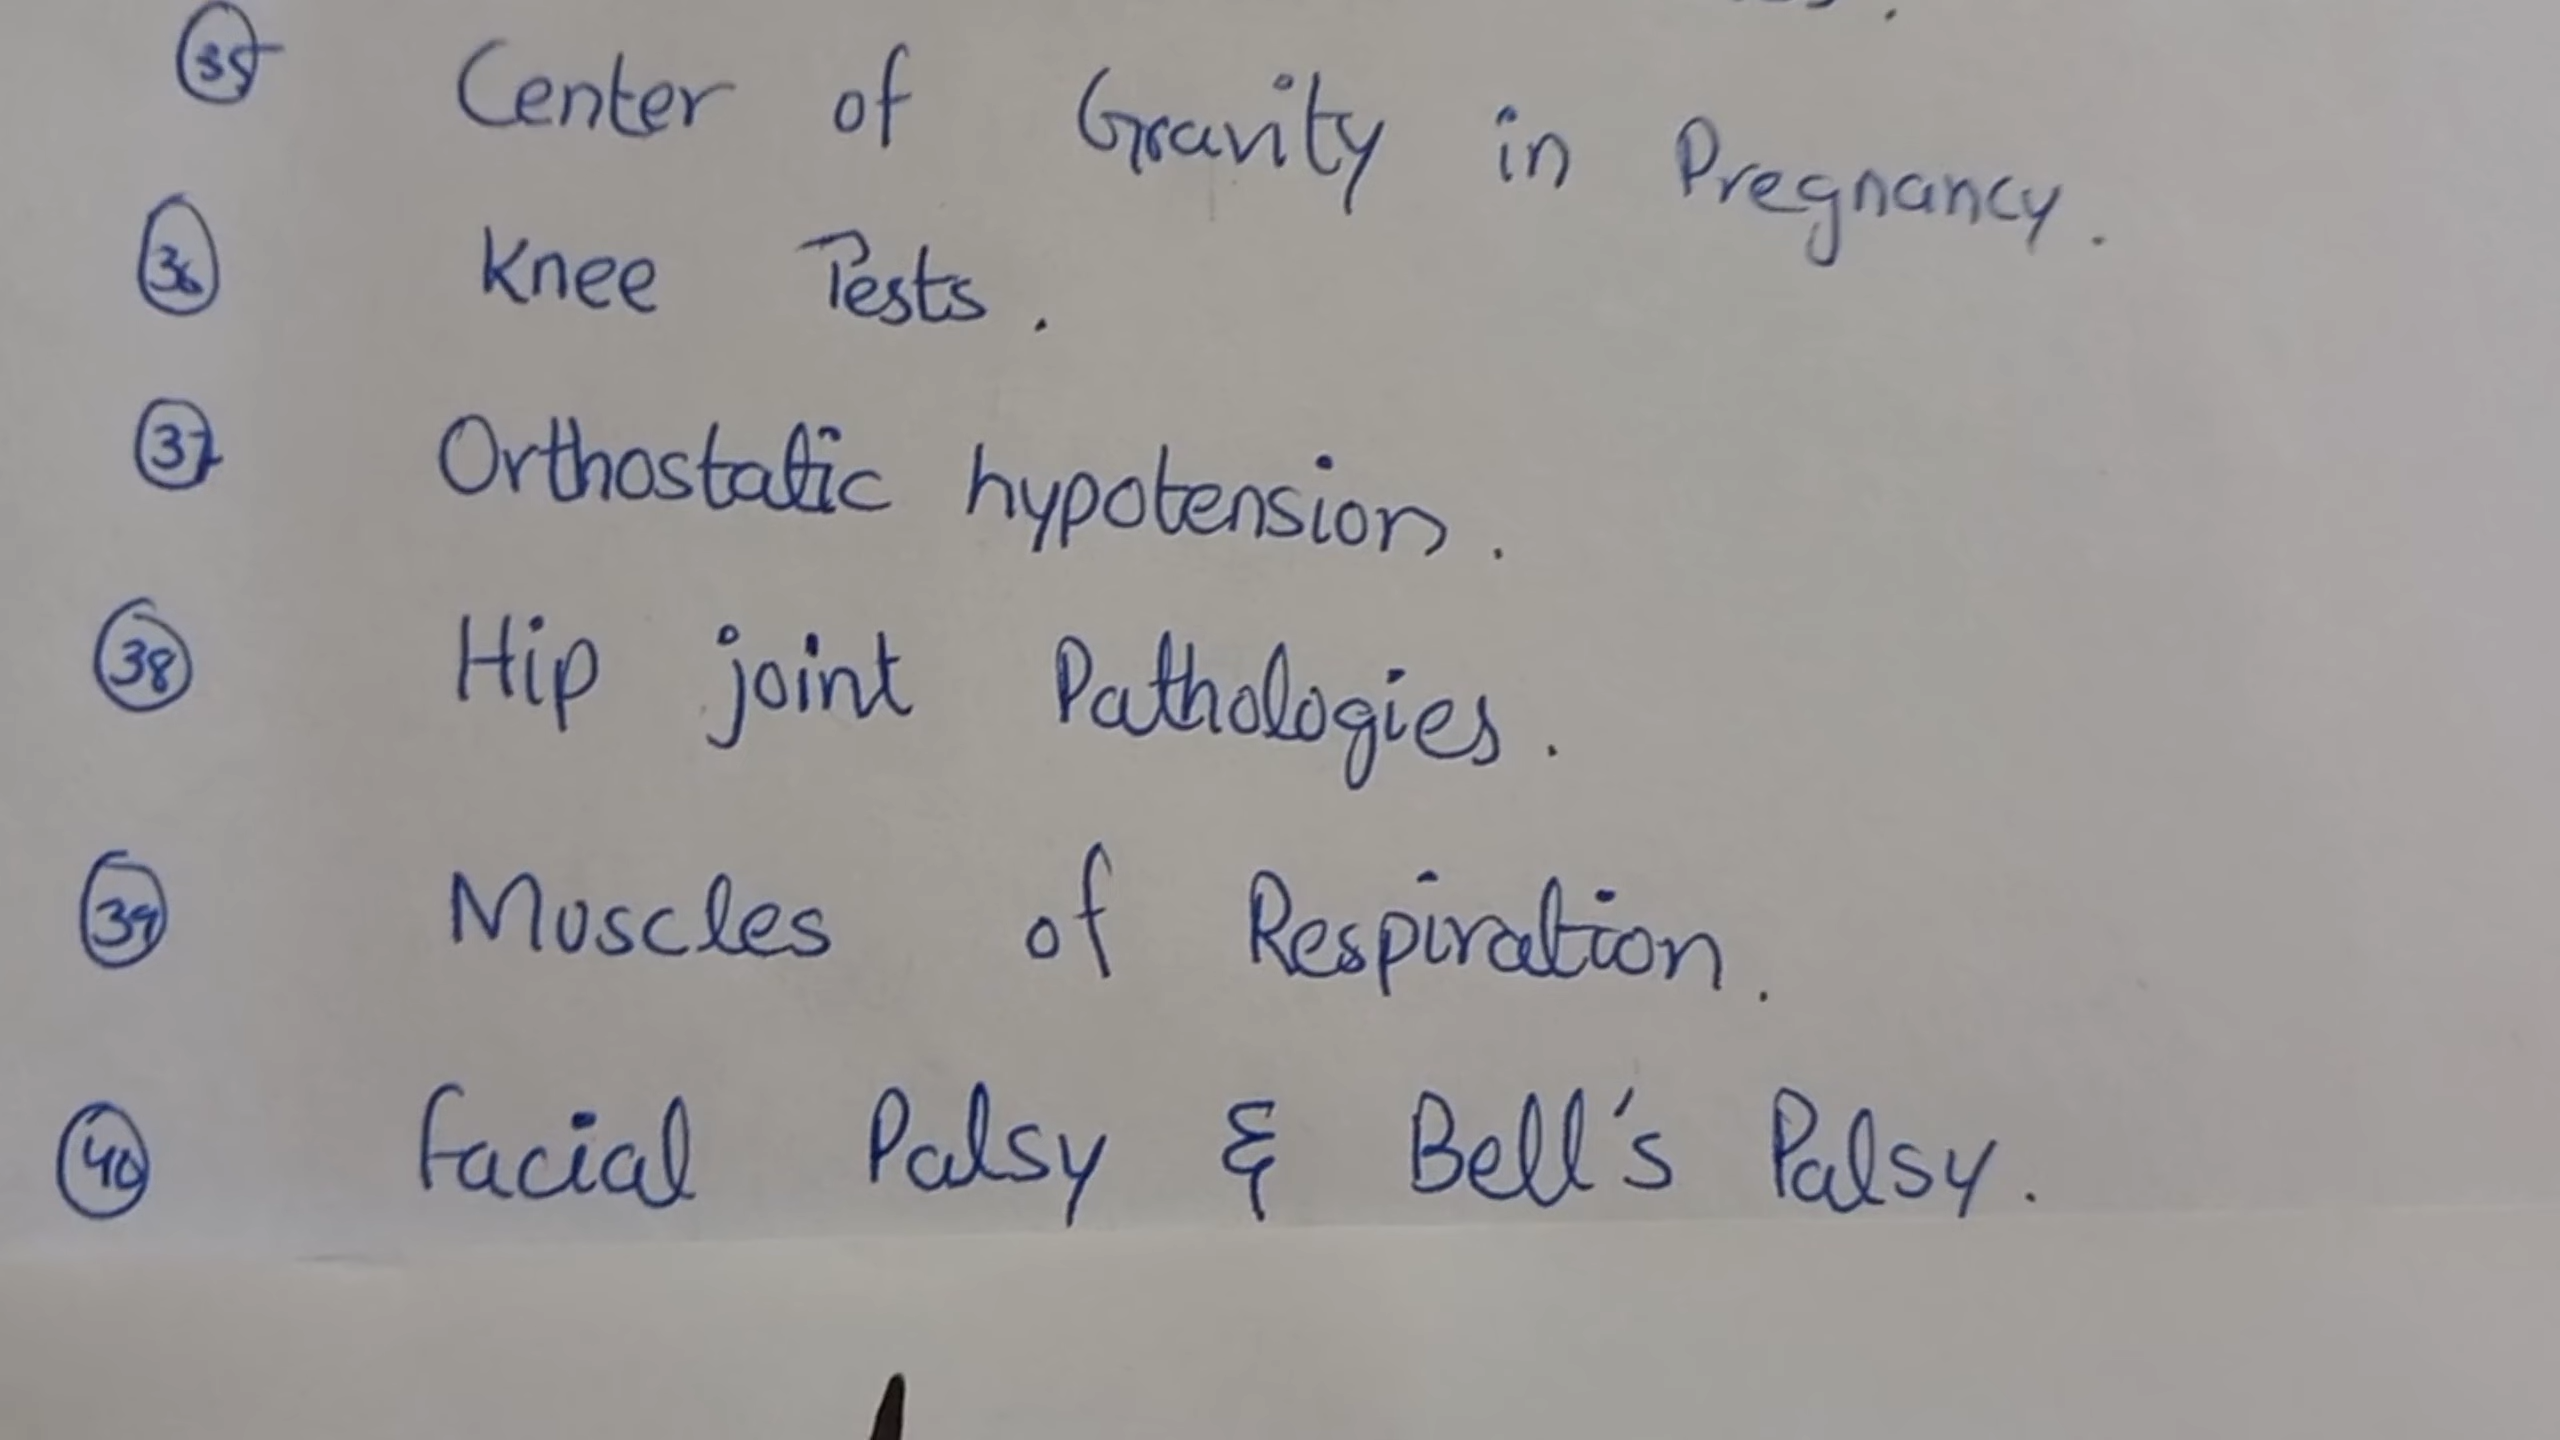 35 Center of Gravity in Pregnancy.
36 Knee Tests.
37 Orthostatic hypotension.
38 Hip joint Pathologies.
39 Muscles of Respiration.
40 Facial Palsy & Bell's Palsy.